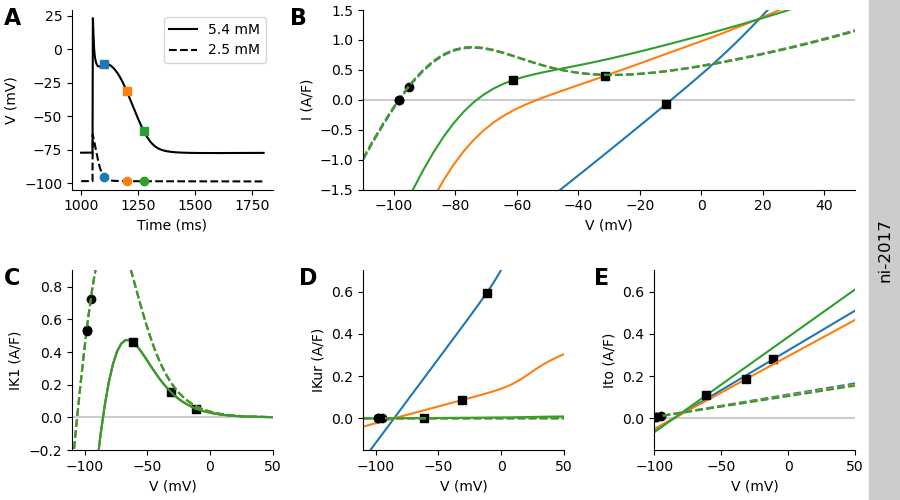 A
25
0
−25
−50
−75
−100
V (mV)
1000
1250
1500
1750
Time (ms)
5.4 mM
2.5 mM
B
1.5
1.0
0.5
0.0
−0.5
−1.0
−1.5
I (A/F)
−100
−80
−60
−40
−20
0
20
40
V (mV)
C
0.8
0.6
0.4
0.2
0.0
−0.2
IK1 (A/F)
−100
−50
0
50
V (mV)
D
0.6
0.4
0.2
0.0
IKur (A/F)
−100
−50
0
50
V (mV)
E
0.6
0.4
0.2
0.0
Ito (A/F)
−100
−50
0
50
V (mV)
ni-2017